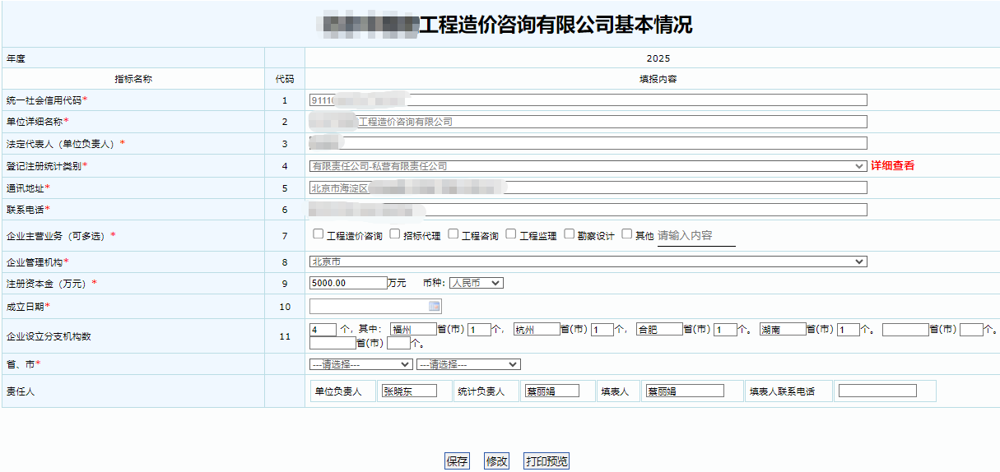 工程造价咨询有限公司基本情况
年度 2025
指标名称 代码 填报内容
统一社会信用代码* 1 9111
单位详细名称* 2 工程造价咨询有限公司
法定代表人（单位负责人）* 3
登记注册统计类别* 4 有限责任公司-私营有限责任公司 详细查看
通讯地址* 5 北京市海淀区
联系电话* 6
企业主营业务（可多选）* 7 工程造价咨询 招标代理 工程咨询 工程监理 勘察设计 其他 请输入内容
企业管理机构* 8 北京市
注册资本金（万元）* 9 5000.00 万元 币种：人民币
成立日期* 10
企业设立分支机构数 11 4 个，其中：福州 省(市) 1 个， 杭州 省(市) 1 个， 合肥 省(市) 1 个。 湖南 省(市) 1 个。 省(市) 个。
省(市) 个。
省、市* ---请选择--- ---请选择---
责任人 单位负责人 张晓东 统计负责人 蔡丽娟 填表人 蔡丽娟 填表人联系电话
保存 修改 打印预览